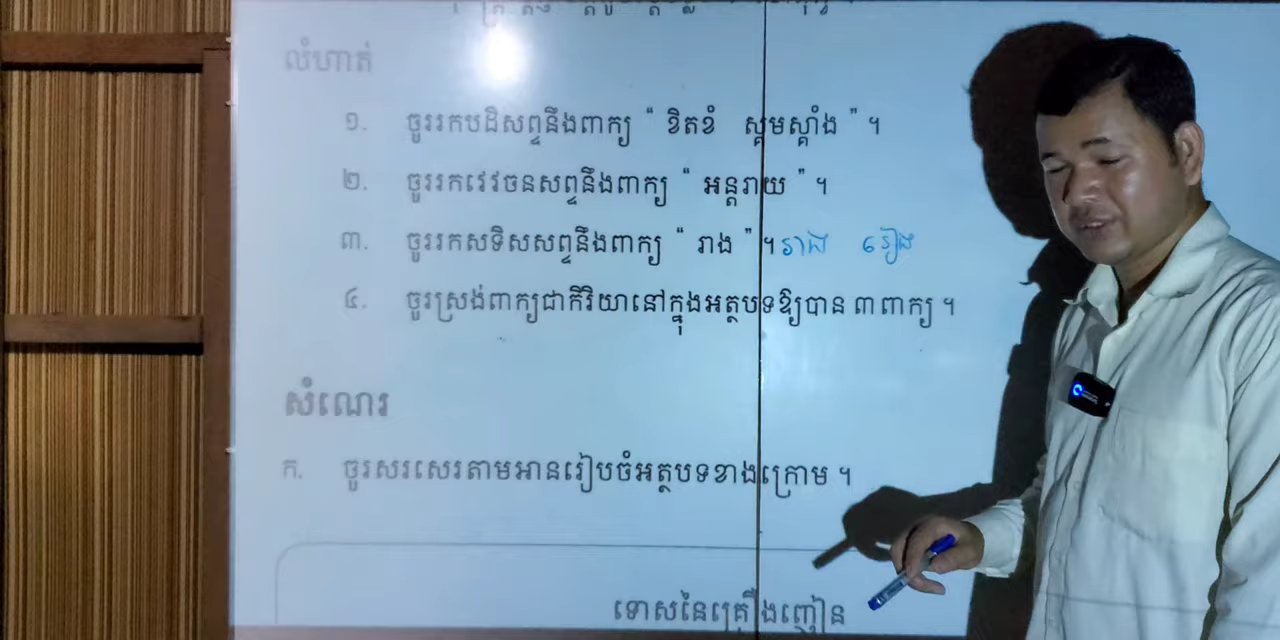 លំហាត់
១. ចូររកបដិសព្ទនឹងពាក្យ “ ខិតខំ ស្គមស្គាំង ” ។
២. ចូររកវេវចនសព្ទនឹងពាក្យ “ អន្តរាយ ” ។
៣. ចូររកសទិសសព្ទនឹងពាក្យ “ រាង ” ។ រាង រៀង
៤. ចូរស្រង់ពាក្យជាកិរិយានៅក្នុងអត្ថបទឱ្យបាន ៣ ពាក្យ ។
សំណេរ
ក. ចូរសរសេរតាមអានរៀបចំអត្ថបទខាងក្រោម ។
ទោសនៃគ្រឿងញៀន